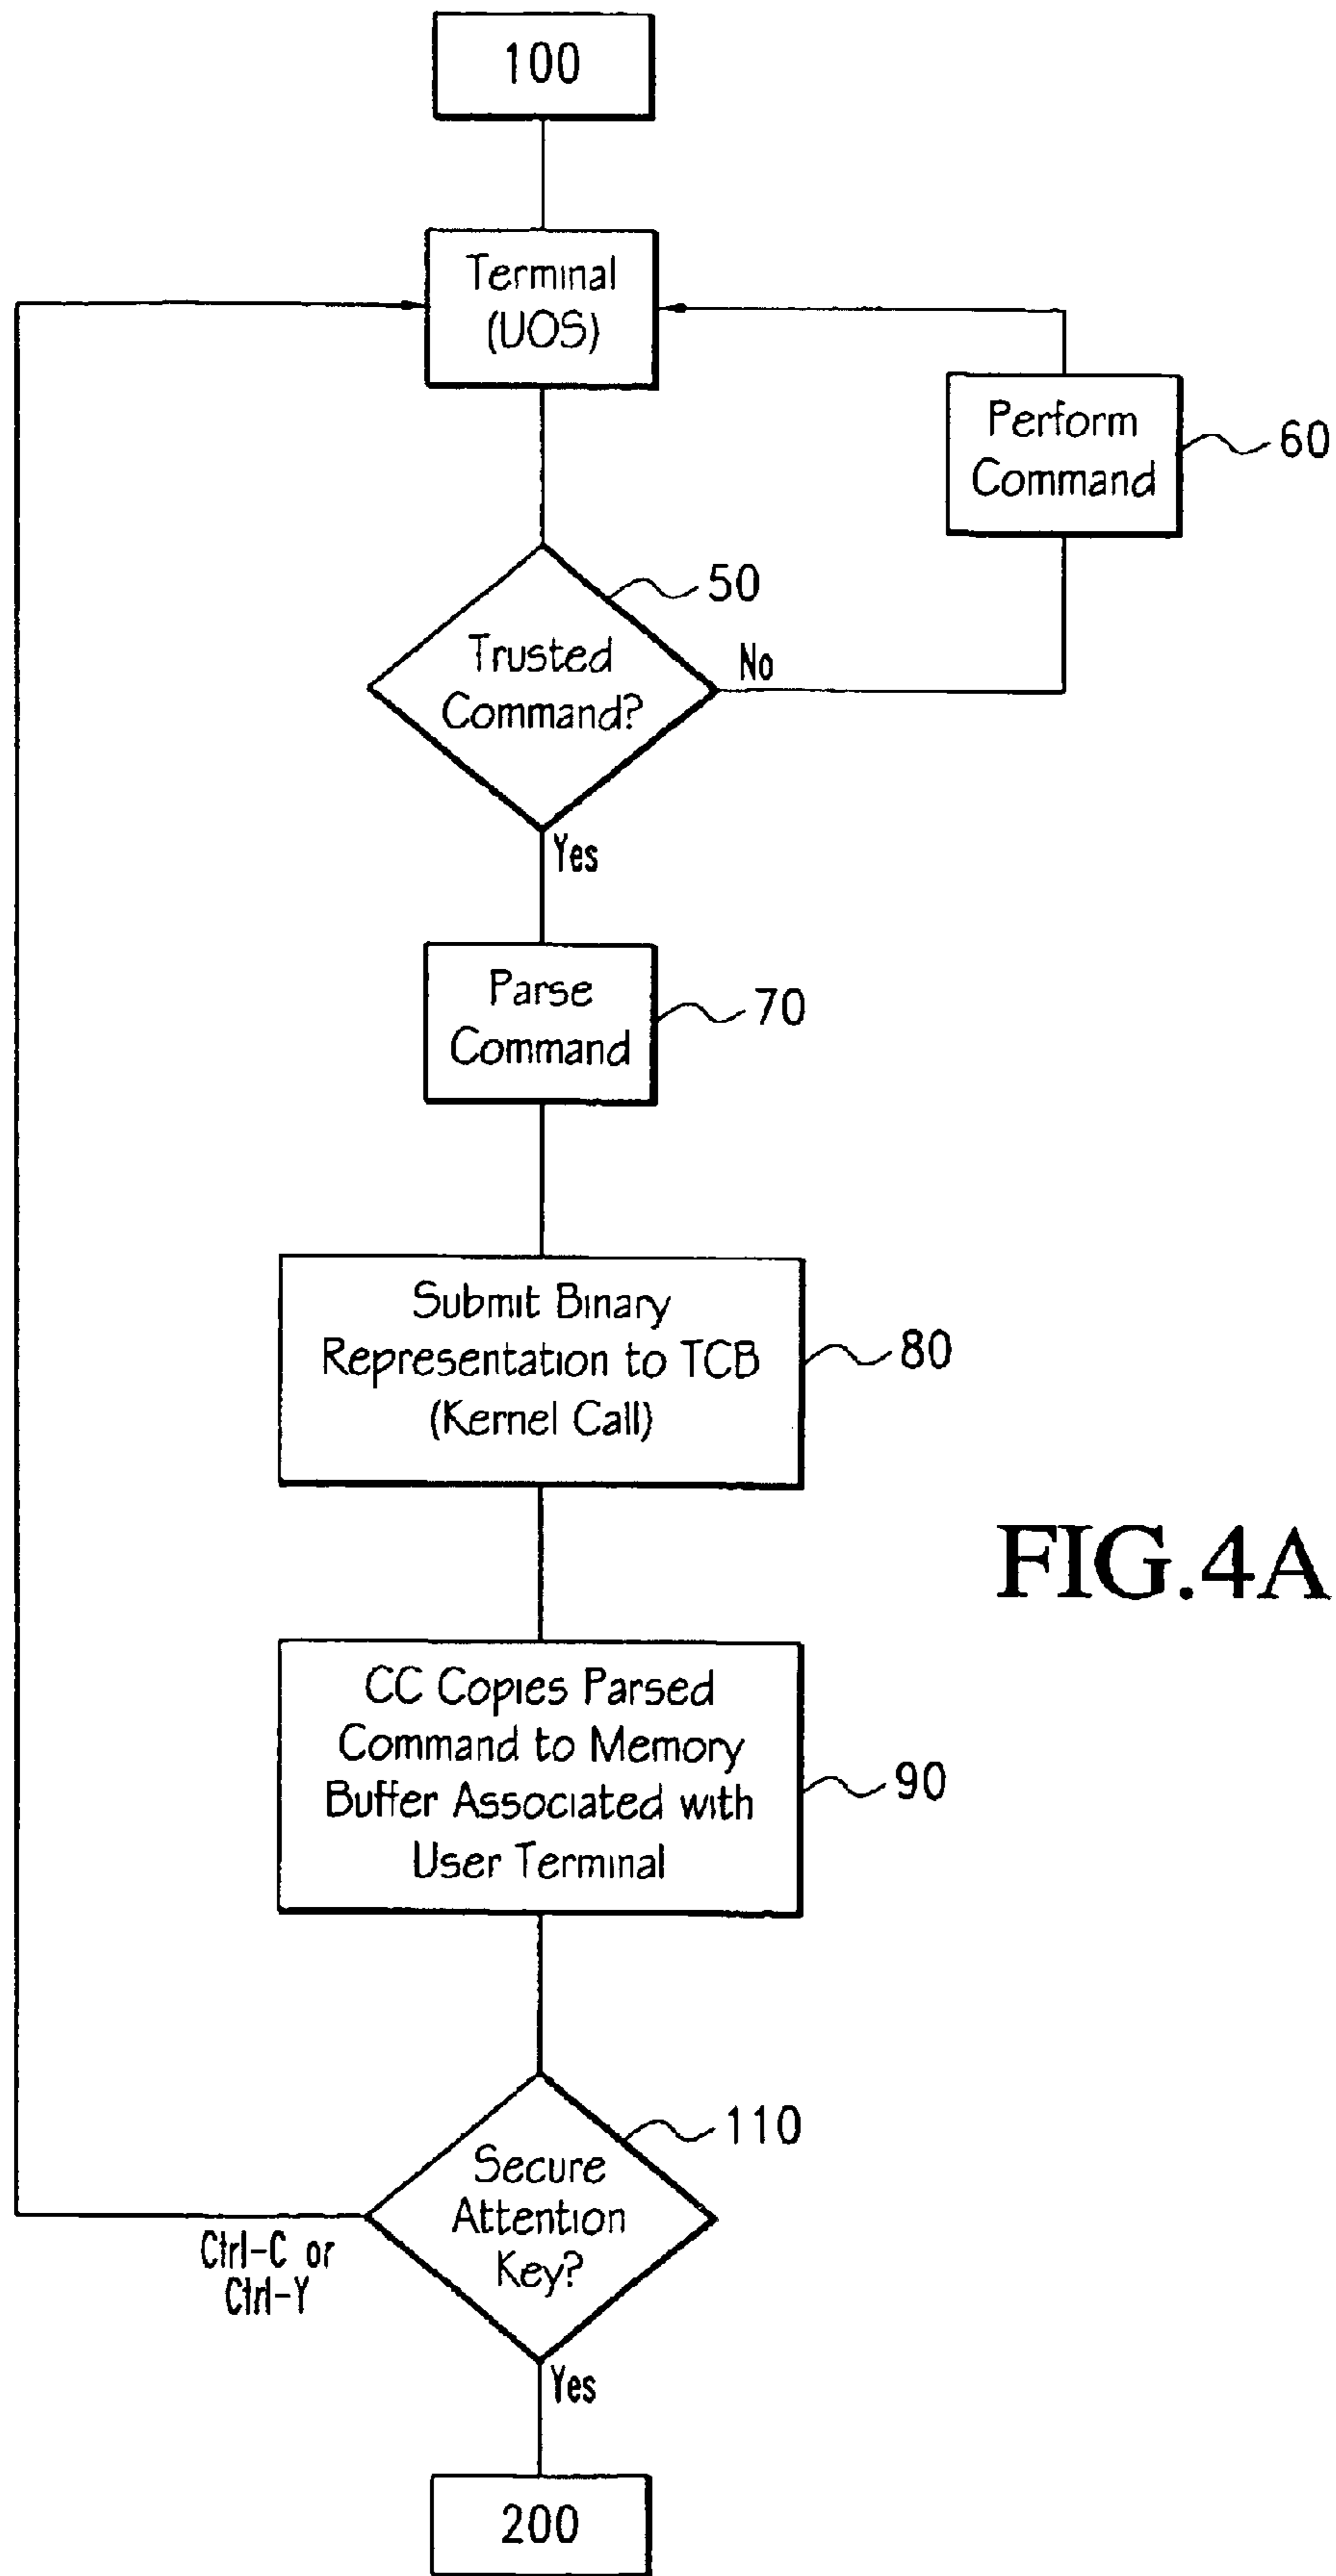 100
Terminal
(UOS)
Perform
Command
60
50
Trusted
Command?
No
Yes
Parse
Command
70
Submit Binary
Representation to TCB
(Kernel Call)
80
FIG.4A
CC Copies Parsed
Command to Memory
Buffer Associated with
User Terminal
90
110
Secure
Attention
Key?
Ctrl-C or
Ctrl-Y
Yes
200